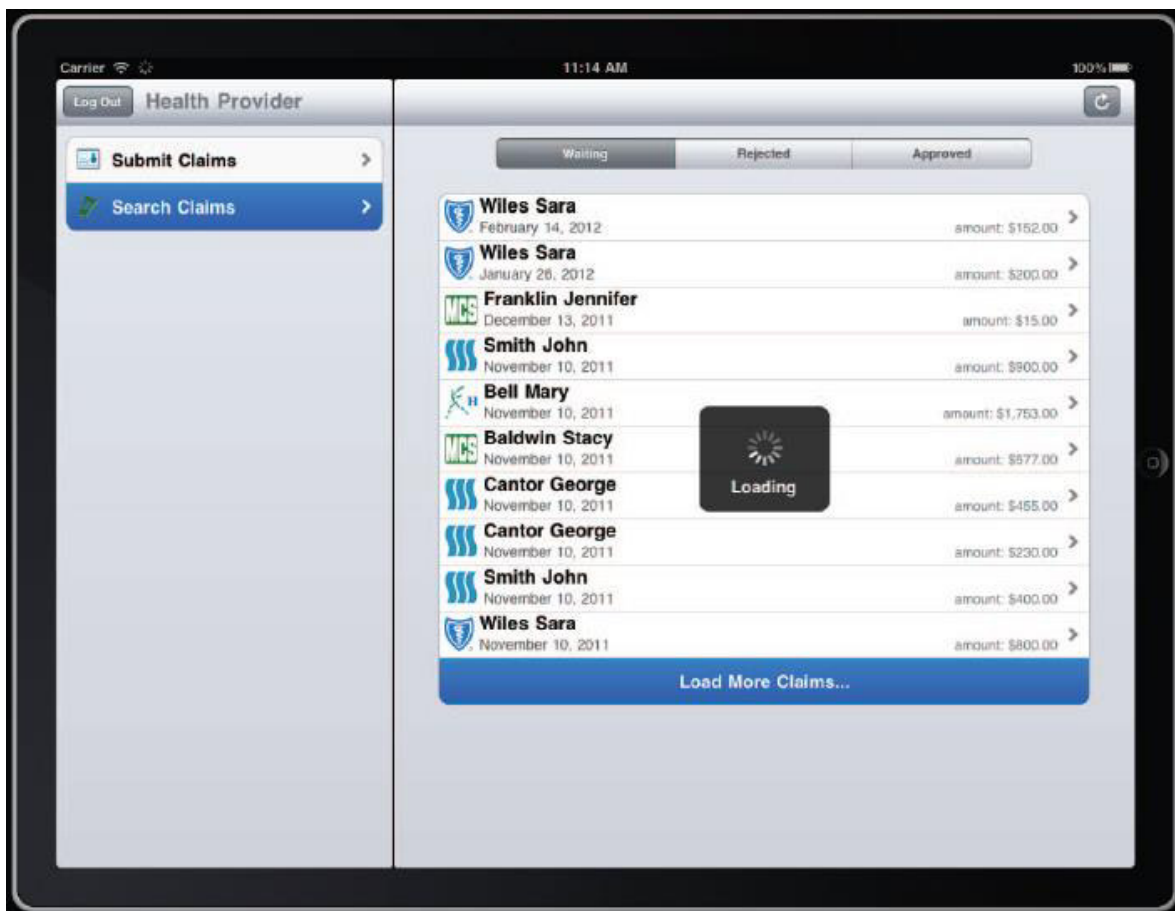 Carrier 11:14 AM 100%
Log Out Health Provider
Submit Claims
Search Claims
Waiting Rejected Approved
Wiles Sara
February 14, 2012 amount: $152.00
Wiles Sara
January 26, 2012 amount: $200.00
MCS Franklin Jennifer
December 13, 2011 amount: $15.00
Smith John
November 10, 2011 amount: $900.00
H Bell Mary
November 10, 2011 amount: $1,753.00
MCS Baldwin Stacy
November 10, 2011 amount: $577.00
Cantor George
November 10, 2011 amount: $455.00
Cantor George
November 10, 2011 amount: $230.00
Smith John
November 10, 2011 amount: $400.00
Wiles Sara
November 10, 2011 amount: $800.00
Load More Claims...
Loading